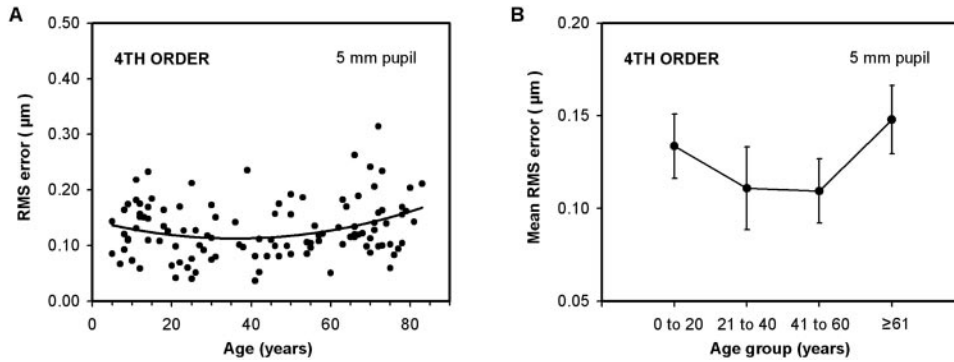 A
0.50
0.40
0.30
0.20
0.10
0.00
RMS error ( µm )
4TH ORDER
5 mm pupil
0
20
40
60
80
Age (years)
B
0.20
0.15
0.10
0.05
Mean RMS error ( µm )
4TH ORDER
5 mm pupil
0 to 20
21 to 40
41 to 60
≥61
Age group (years)